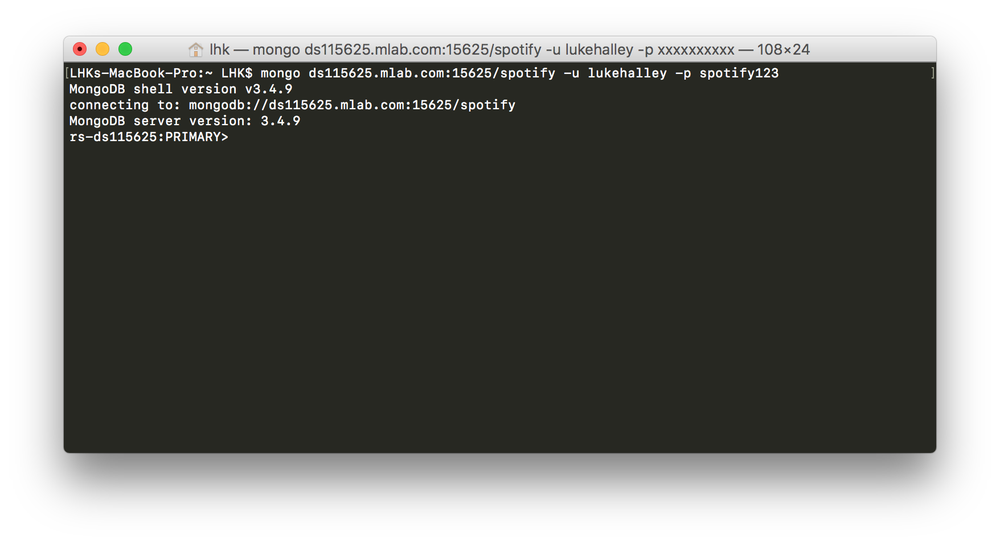 lhk — mongo ds115625.mlab.com:15625/spotify -u lukehalley -p xxxxxxxxxx — 108×24
[LHKs-MacBook-Pro:~ LHK$ mongo ds115625.mlab.com:15625/spotify -u lukehalley -p spotify123 ]
MongoDB shell version v3.4.9
connecting to: mongodb://ds115625.mlab.com:15625/spotify
MongoDB server version: 3.4.9
rs-ds115625:PRIMARY>